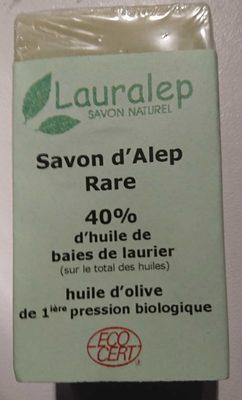 Lauralep
SAVON NATUREL
Savon d'Alep
Rare
40%
d'huile de
baies de laurier
(sur le total des huiles)
huile d'olive
de 1ière pression biologique
ECO
CERT